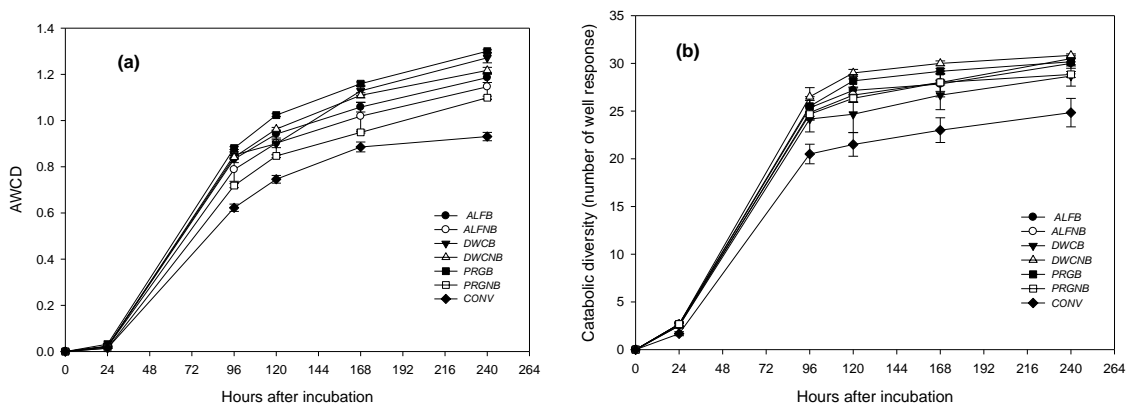 (a)
AWCD
1.4
1.2
1.0
0.8
0.6
0.4
0.2
0.0
0 24 48 72 96 120 144 168 192 216 240 264
Hours after incubation
ALFB
ALFNB
DWCB
DWCNB
PRGB
PRGNB
CONV
(b)
Catabolic diversity (number of well response)
35
30
25
20
15
10
5
0
0 24 48 72 96 120 144 168 192 216 240 264
Hours after incubation
ALFB
ALFNB
DWCB
DWCNB
PRGB
PRGNB
CONV